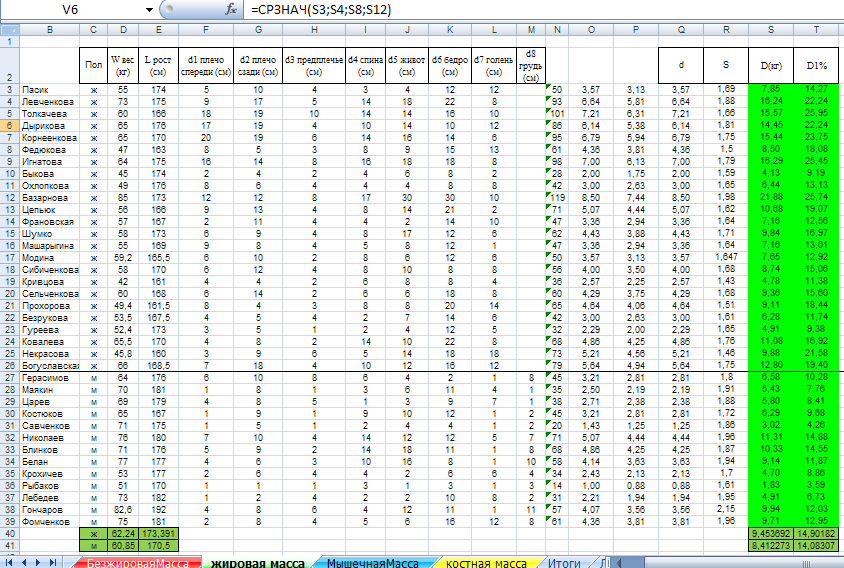 V6 fx =СРЗНАЧ(S3;S4;S8;S12)
B C D E F G H I J K L M N O P Q R S T
1
2 Пол W вес (кг) L рост (см) d1 плечо спереди (см) d2 плечо сзади (см) d3 предплечье (см) d4 спина (см) d5 живот (см) d6 бедро (см) d7 голень (см) d8 грудь (см) d S D(кг) D1%
3 Пасик ж 55 174 5 10 4 3 4 12 12 50 3,57 3,13 3,57 1,69 7,85 14,27
4 Левченкова ж 73 175 9 17 5 14 18 22 8 93 6,64 5,81 6,64 1,88 16,24 22,24
5 Толкачева ж 60 166 18 19 10 14 14 16 10 101 7,21 6,31 7,21 1,66 15,57 25,95
6 Дырикова ж 65 176 17 19 4 10 14 10 12 86 6,14 5,38 6,14 1,81 14,45 22,24
7 Корнеенкова ж 65 170 20 19 6 14 16 14 6 95 6,79 5,94 6,79 1,75 15,44 23,75
8 Федюкова ж 47 163 8 5 3 8 9 15 13 61 4,36 3,81 4,36 1,5 8,50 18,08
9 Игнатова ж 64 175 16 14 8 16 18 18 8 98 7,00 6,13 7,00 1,79 16,29 25,45
10 Быкова ж 45 174 2 4 2 4 6 8 2 28 2,00 1,75 2,00 1,59 4,13 9,19
11 Охлопкова ж 49 176 8 6 4 4 4 8 8 42 3,00 2,63 3,00 1,65 6,44 13,13
12 Базарнова ж 85 173 12 12 8 17 30 30 10 119 8,50 7,44 8,50 1,98 21,88 25,74
13 Цепьюк ж 56 166 9 13 4 8 14 21 2 71 5,07 4,44 5,07 1,62 10,68 19,07
14 Франовская ж 57 167 2 11 4 4 2 14 10 47 3,36 2,94 3,36 1,64 7,16 12,56
15 Шумко ж 58 173 6 9 4 8 17 12 6 62 4,43 3,88 4,43 1,71 9,84 16,97
16 Машарыгина ж 55 169 9 8 4 5 8 12 1 47 3,36 2,94 3,36 1,64 7,16 13,01
17 Модина ж 59,2 165,5 6 10 2 8 6 12 6 50 3,57 3,13 3,57 1,647 7,65 12,92
18 Сибиченкова ж 58 170 6 12 4 8 10 8 8 56 4,00 3,50 4,00 1,68 8,74 15,06
19 Кривцова ж 42 161 4 4 2 6 8 8 4 36 2,57 2,25 2,57 1,43 4,78 11,38
20 Сельченкова ж 60 168 6 14 2 6 6 18 8 60 4,29 3,75 4,29 1,68 9,36 15,60
21 Прохорова ж 49,4 161,5 8 4 3 8 8 20 14 65 4,64 4,06 4,64 1,51 9,11 18,44
22 Безрукова ж 53,5 167,5 4 5 4 2 7 14 6 42 3,00 2,63 3,00 1,61 6,28 11,74
23 Гуреева ж 52,4 173 3 5 1 2 4 12 5 32 2,29 2,00 2,29 1,65 4,91 9,38
24 Ковалева ж 65,5 170 4 8 2 14 10 22 8 68 4,86 4,25 4,86 1,76 11,08 16,92
25 Некрасова ж 45,8 160 3 9 6 5 14 18 18 73 5,21 4,56 5,21 1,46 9,88 21,58
26 Богуславская ж 66 168,5 7 18 4 10 12 16 12 79 5,64 4,94 5,64 1,75 12,80 19,40
27 Герасимов м 64 176 6 10 8 6 4 2 1 8 45 3,21 2,81 2,81 1,8 6,58 10,28
28 Маякин м 70 181 1 8 1 3 6 11 4 1 35 2,50 2,19 2,19 1,91 5,43 7,76
29 Царев м 69 179 4 8 5 1 3 9 7 1 38 2,71 2,38 2,38 1,88 5,80 8,41
30 Костюков м 65 167 1 9 1 9 10 12 1 2 45 3,21 2,81 2,81 1,72 6,29 9,68
31 Савченков м 71 175 1 5 1 2 4 4 1 2 20 1,43 1,25 1,25 1,86 3,02 4,26
32 Николаев м 76 180 7 10 4 14 12 12 5 7 71 5,07 4,44 4,44 1,96 11,31 14,88
33 Блинков м 71 176 5 9 2 14 18 11 1 8 68 4,86 4,25 4,25 1,87 10,33 14,55
34 Белан м 77 177 4 6 3 10 16 8 1 10 58 4,14 3,63 3,63 1,94 9,14 11,87
35 Крохичев м 53 177 2 6 4 4 2 6 6 4 34 2,43 2,13 2,13 1,7 4,70 8,86
36 Рыбаков м 51 170 1 1 1 3 1 3 1 3 14 1,00 0,88 0,88 1,61 1,83 3,59
37 Лебедев м 73 182 1 2 4 2 2 10 8 2 31 2,21 1,94 1,94 1,95 4,91 6,73
38 Гончаров м 82,6 192 4 8 6 4 12 11 1 11 57 4,07 3,56 3,56 2,15 9,94 12,03
39 Фомченков м 75 181 2 8 4 5 6 16 12 8 61 4,36 3,81 3,81 1,96 9,71 12,95
40 ж 62,24 173,391 9,453692 14,90182
41 м 60,85 170,5 8,412273 14,08307
БезжироваяМасса жировая масса МышечнаяМасса костная масса Итоги